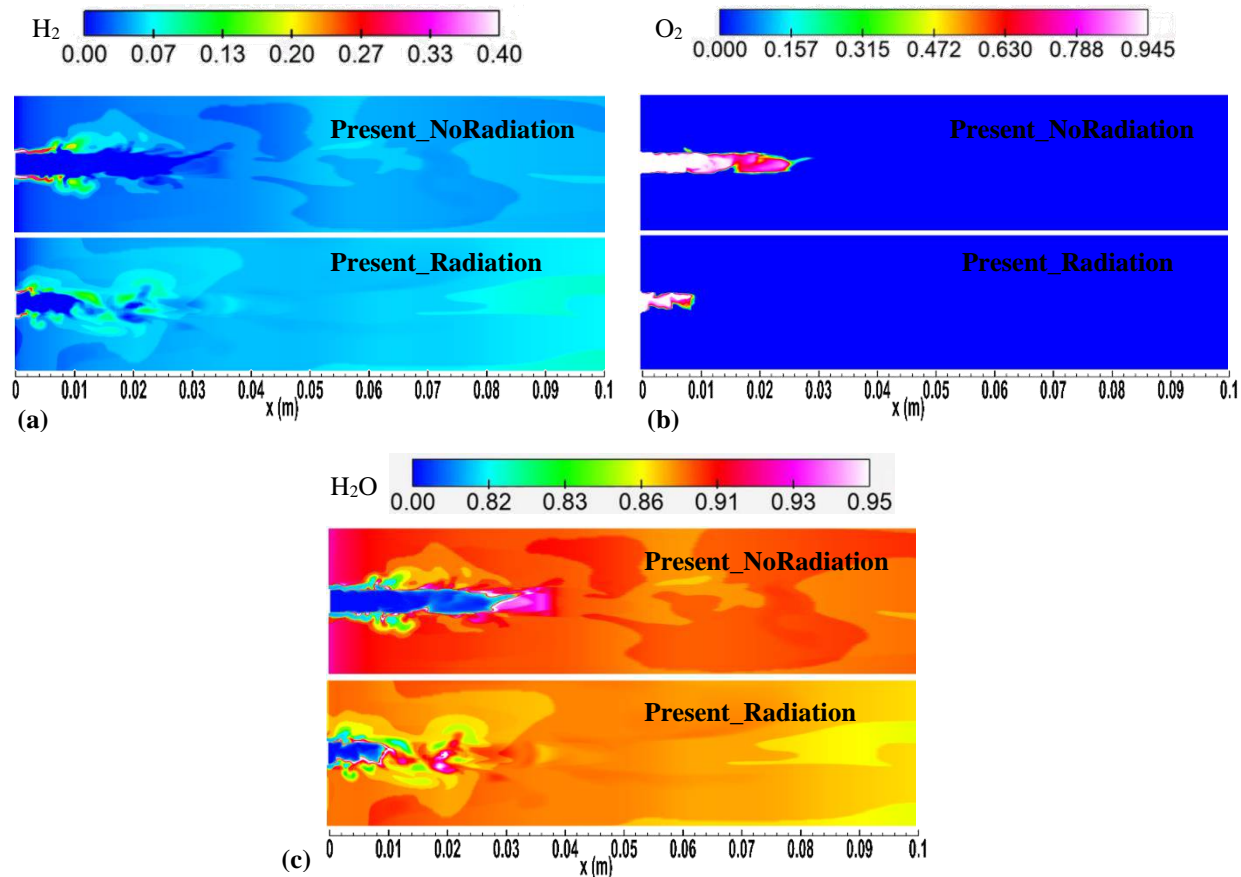 H₂
0.00 0.07 0.13 0.20 0.27 0.33 0.40
O₂
0.000 0.157 0.315 0.472 0.630 0.788 0.945
Present_NoRadiation
Present_Radiation
0 0.01 0.02 0.03 0.04 0.05 0.06 0.07 0.08 0.09 0.1
x (m)
(a)
Present_NoRadiation
Present_Radiation
0 0.01 0.02 0.03 0.04 0.05 0.06 0.07 0.08 0.09 0.1
x (m)
(b)
H₂O
0.00 0.82 0.83 0.86 0.91 0.93 0.95
Present_NoRadiation
Present_Radiation
0 0.01 0.02 0.03 0.04 0.05 0.06 0.07 0.08 0.09 0.1
x (m)
(c)